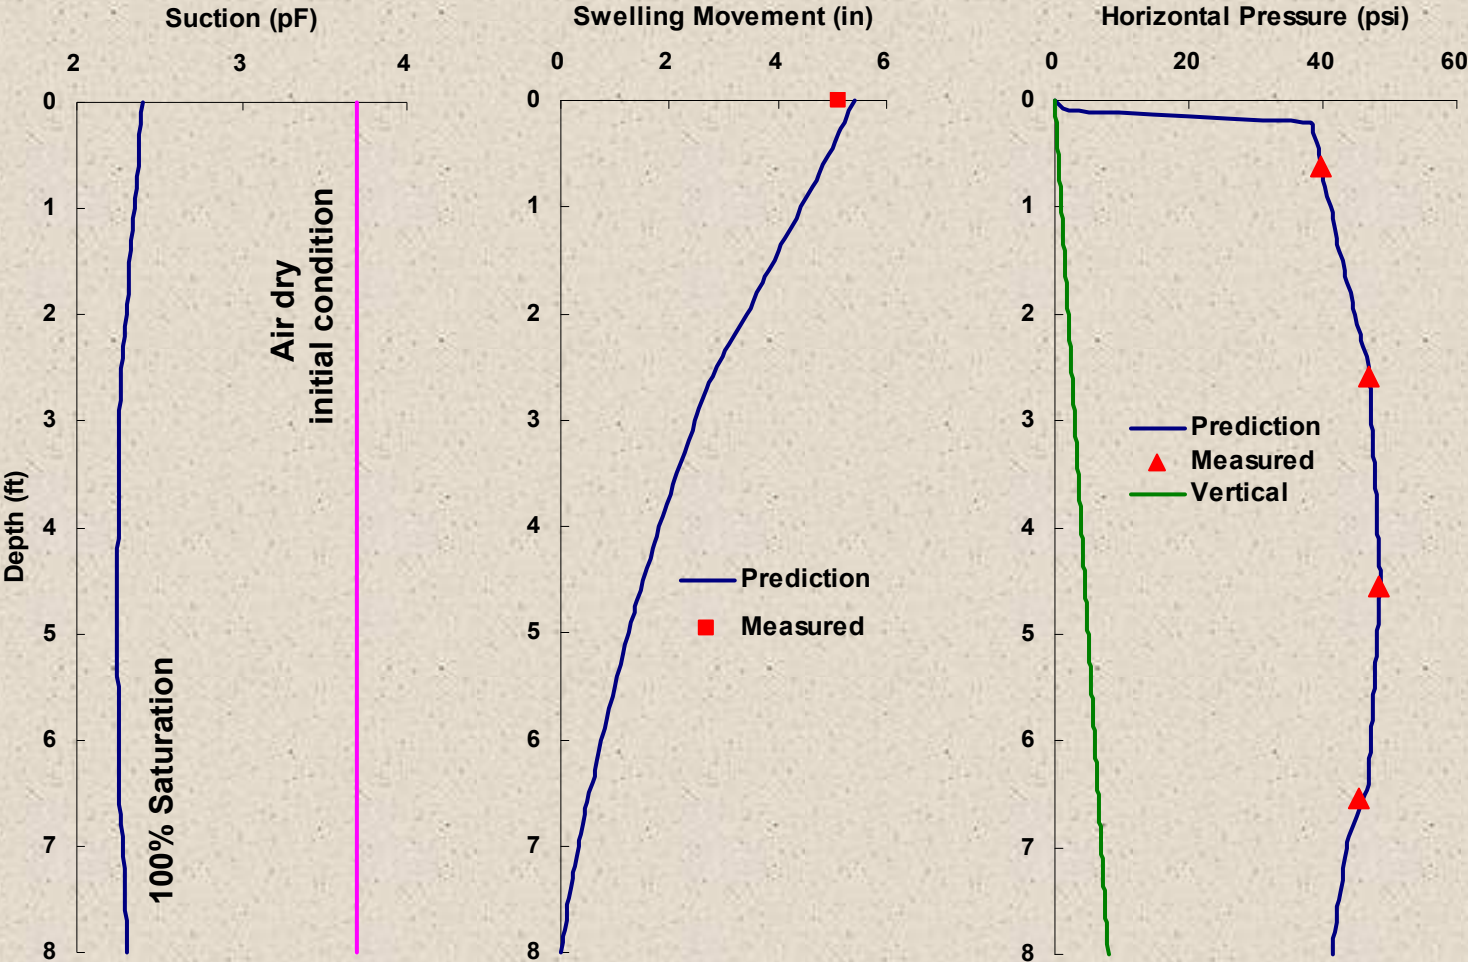 Suction (pF)
2 3 4
0
1
2
3
4
5
6
7
8
Depth (ft)
Air dry
initial condition
100% Saturation
Swelling Movement (in)
0 2 4 6
0
1
2
3
4
5
6
7
8
Prediction
Measured
Horizontal Pressure (psi)
0 20 40 60
0
1
2
3
4
5
6
7
8
Prediction
Measured
Vertical